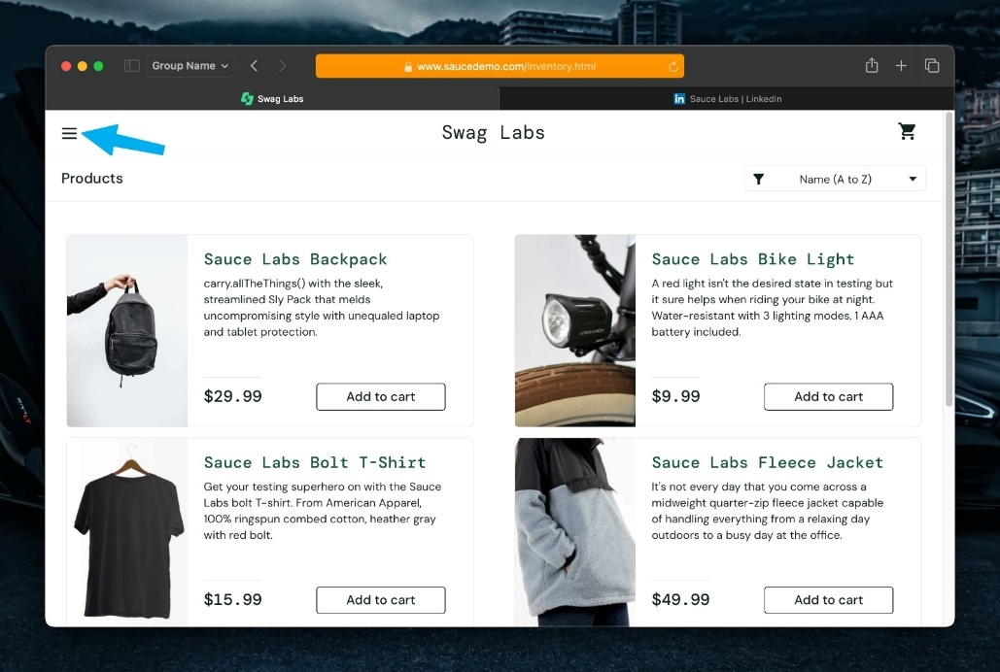 Group Name
www.saucedemo.com/inventory.html
Swag Labs
in Sauce Labs | LinkedIn
Swag Labs
Products
Name (A to Z)
Sauce Labs Backpack
carry.allTheThings() with the sleek,
streamlined Sly Pack that melds
uncompromising style with unequaled laptop
and tablet protection.
$29.99
Add to cart
Sauce Labs Bike Light
A red light isn't the desired state in testing but
it sure helps when riding your bike at night.
Water-resistant with 3 lighting modes, 1 AAA
battery included.
$9.99
Add to cart
Sauce Labs Bolt T-Shirt
Get your testing superhero on with the Sauce
Labs bolt T-shirt. From American Apparel,
100% ringspun combed cotton, heather gray
with red bolt.
$15.99
Add to cart
Sauce Labs Fleece Jacket
It's not every day that you come across a
midweight quarter-zip fleece jacket capable
of handling everything from a relaxing day
outdoors to a busy day at the office.
$49.99
Add to cart